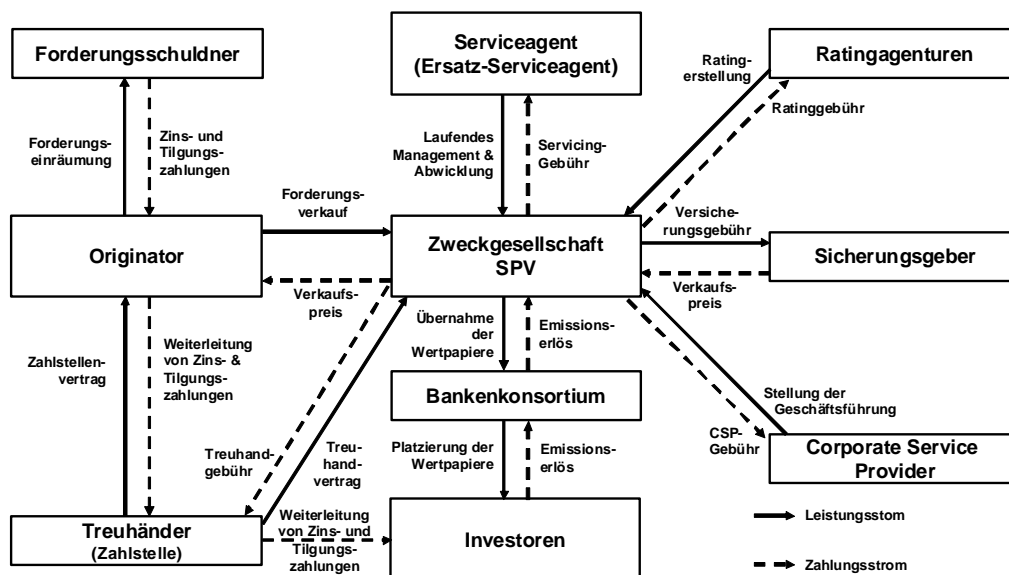 Forderungsschuldner
Serviceagent
(Ersatz-Serviceagent)
Ratingagenturen
Forderungs-
einräumung
Zins- und
Tilgungs-
zahlungen
Laufendes
Management &
Abwicklung
Servicing-
Gebühr
Rating-
erstellung
Ratinggebühr
Forderungs-
verkauf
Originator
Zweckgesellschaft
SPV
Versiche-
rungsgebühr
Sicherungsgeber
Verkaufs-
preis
Verkaufs-
preis
Zahlstellen-
vertrag
Weiterleitung
von Zins- &
Tilgungs-
zahlungen
Übernahme
der
Wertpapiere
Emissions-
erlös
Bankenkonsortium
Stellung der
Geschäftsführung
CSP-
Gebühr
Corporate Service
Provider
Treuhand-
gebühr
Treu-
hand-
vertrag
Platzierung der
Wertpapiere
Emissions-
erlös
Treuhänder
(Zahlstelle)
Weiterleitung
von Zins- und
Tilgungs-
zahlungen
Investoren
Leistungsstom
Zahlungsstrom